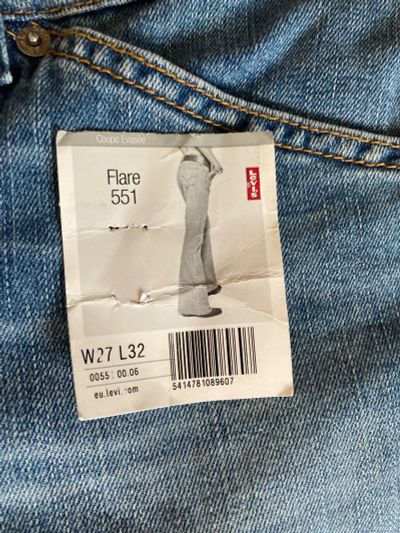 Coupe Evasée
Flare
551
LEVI'S
W27 L32
0055: 00.06
eu.levi.com
5414781089607